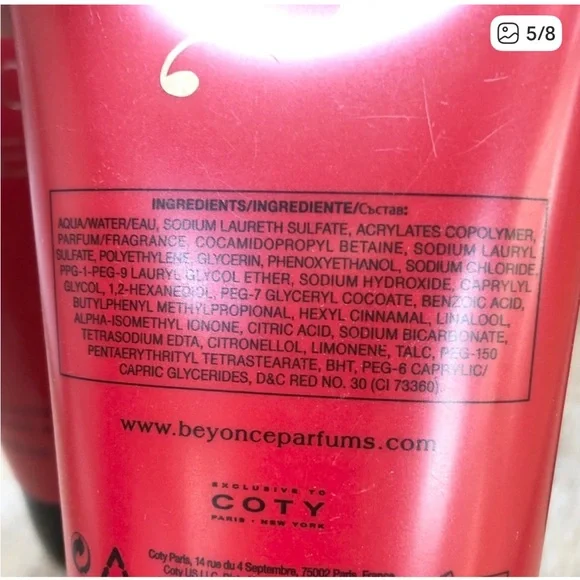 5/8
INGREDIENTS/INGREDIENTE/Състав:
AQUA/WATER/EAU, SODIUM LAURETH SULFATE, ACRYLATES COPOLYMER,
PARFUM/FRAGRANCE, COCAMIDOPROPYL BETAINE, SODIUM LAURYL
SULFATE, POLYETHYLENE, GLYCERIN, PHENOXYETHANOL, SODIUM CHLORIDE,
PPG-1-PEG-9 LAURYL GLYCOL ETHER, SODIUM HYDROXIDE, CAPRYLYL
GLYCOL, 1,2-HEXANEDIOL, PEG-7 GLYCERYL COCOATE, BENZOIC ACID,
BUTYLPHENYL METHYLPROPIONAL, HEXYL CINNAMAL, LINALOOL,
ALPHA-ISOMETHYL IONONE, CITRIC ACID, SODIUM BICARBONATE,
TETRASODIUM EDTA, CITRONELLOL, LIMONENE, TALC, PEG-150
PENTAERYTHRITYL TETRASTEARATE, BHT, PEG-6 CAPRYLIC/
CAPRIC GLYCERIDES, D&C RED NO. 30 (CI 73360).
www.beyonceparfums.com
EXCLUSIVE TO
COTY
PARIS - NEW YORK
Coty Paris, 14 rue du 4 Septembre, 75002 Paris, France
Coty US LLC